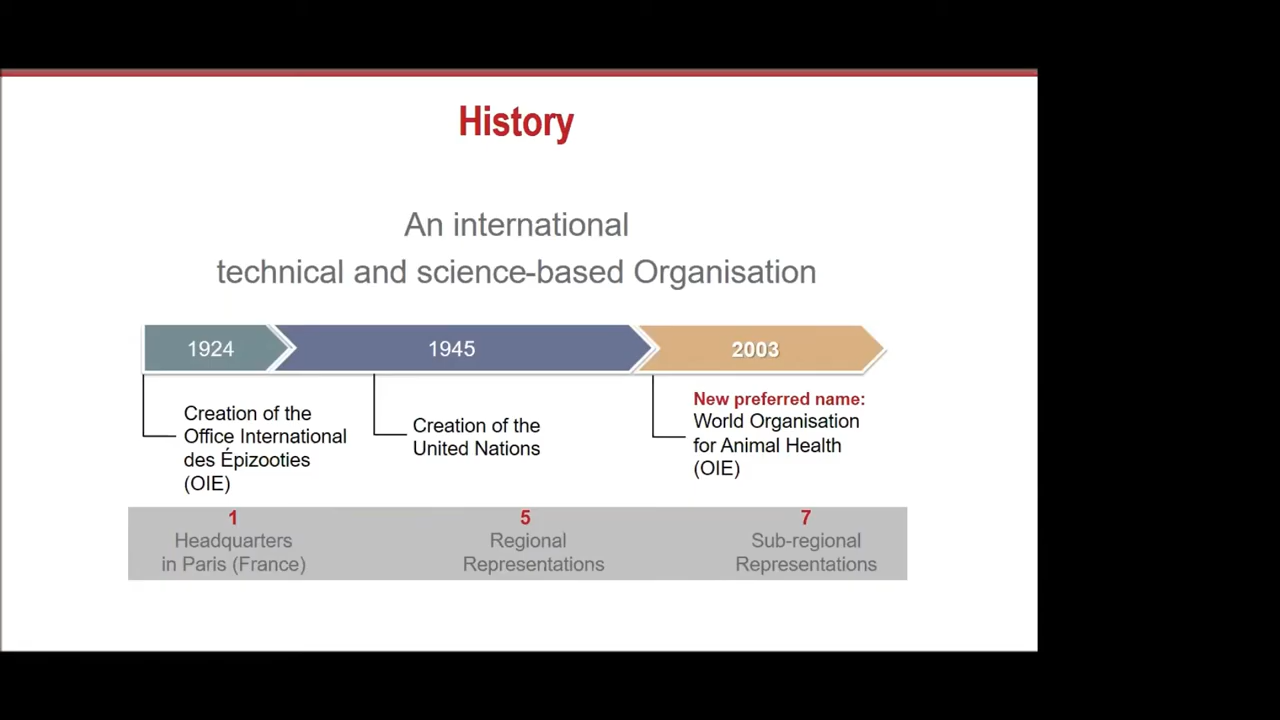 History
An international
technical and science-based Organisation
1924
1945
2003
Creation of the
Office International
des Épizooties
(OIE)
Creation of the
United Nations
New preferred name:
World Organisation
for Animal Health
(OIE)
1
Headquarters
in Paris (France)
5
Regional
Representations
7
Sub-regional
Representations